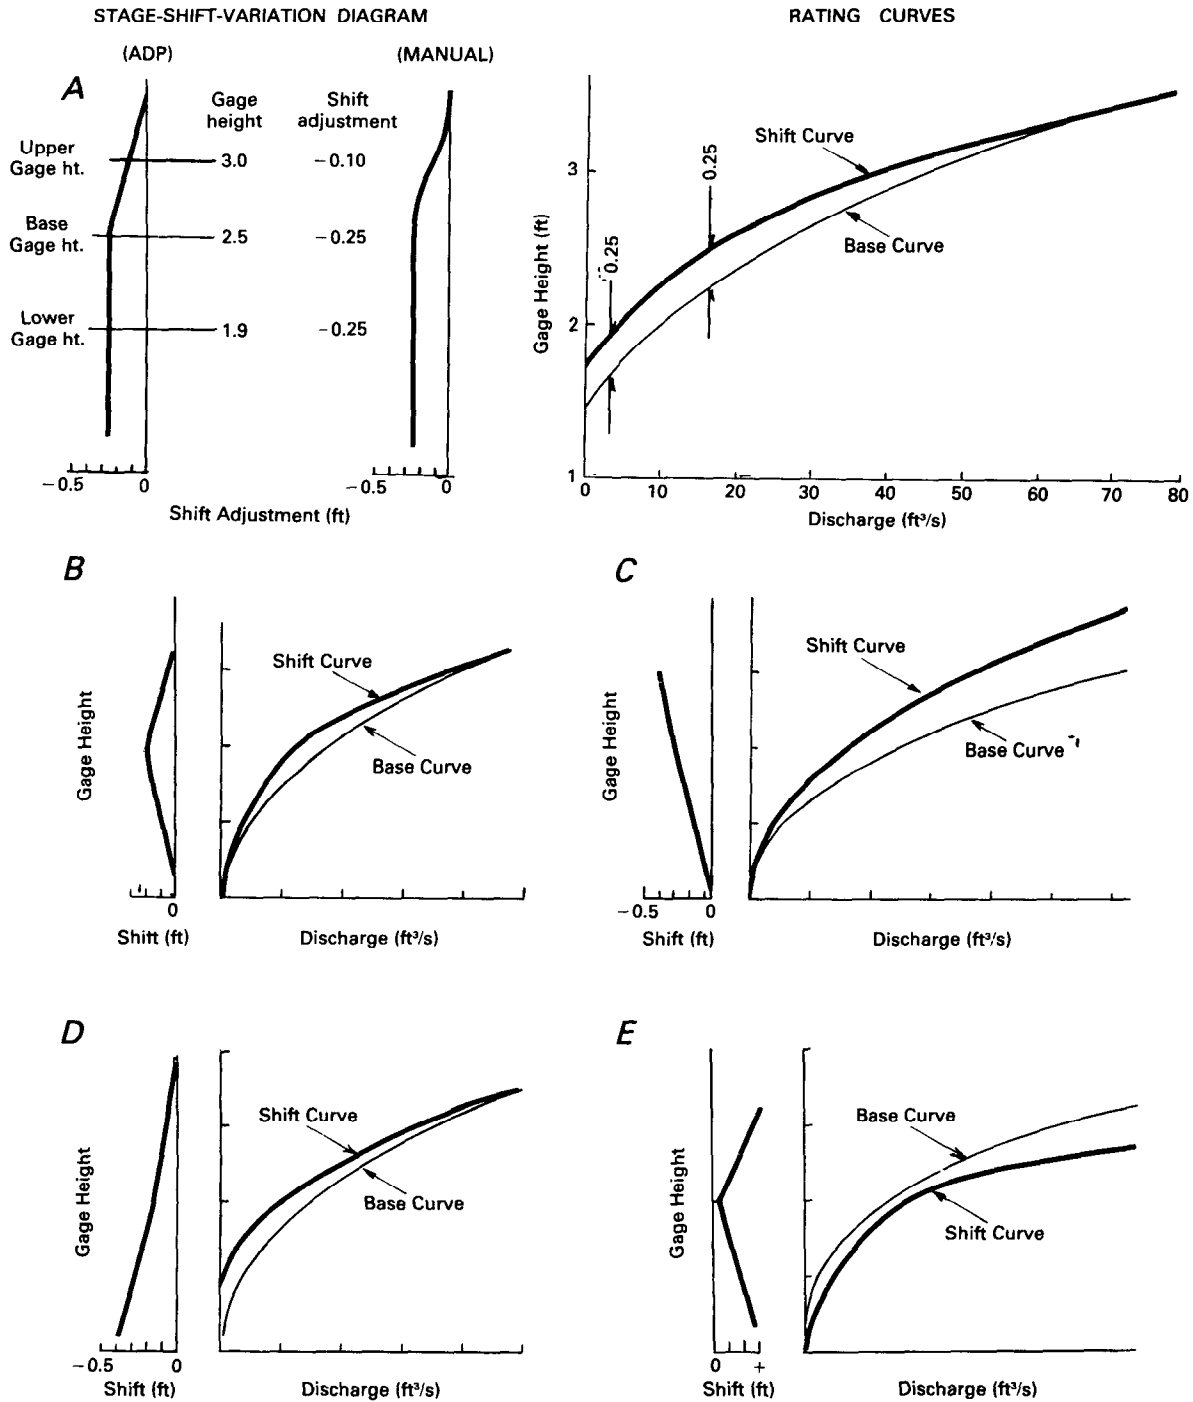 STAGE-SHIFT-VARIATION DIAGRAM
RATING CURVES
(ADP)
(MANUAL)
A
Gage height
Shift adjustment
Upper Gage ht.
3.0
-0.10
Base Gage ht.
2.5
-0.25
Lower Gage ht.
1.9
-0.25
-0.5
0
-0.5
0
Shift Adjustment (ft)
Gage Height (ft)
3
2
1
Shift Curve
Base Curve
0.25
0.25
0 10 20 30 40 50 60 70 80
Discharge (ft³/s)
B
Gage Height
Shift Curve
Base Curve
0
Shift (ft)
Discharge (ft³/s)
C
Gage Height
Shift Curve
Base Curve
-0.5
0
Shift (ft)
Discharge (ft³/s)
D
Gage Height
Shift Curve
Base Curve
-0.5
0
Shift (ft)
Discharge (ft³/s)
E
Gage Height
Base Curve
Shift Curve
0
+
Shift (ft)
Discharge (ft³/s)